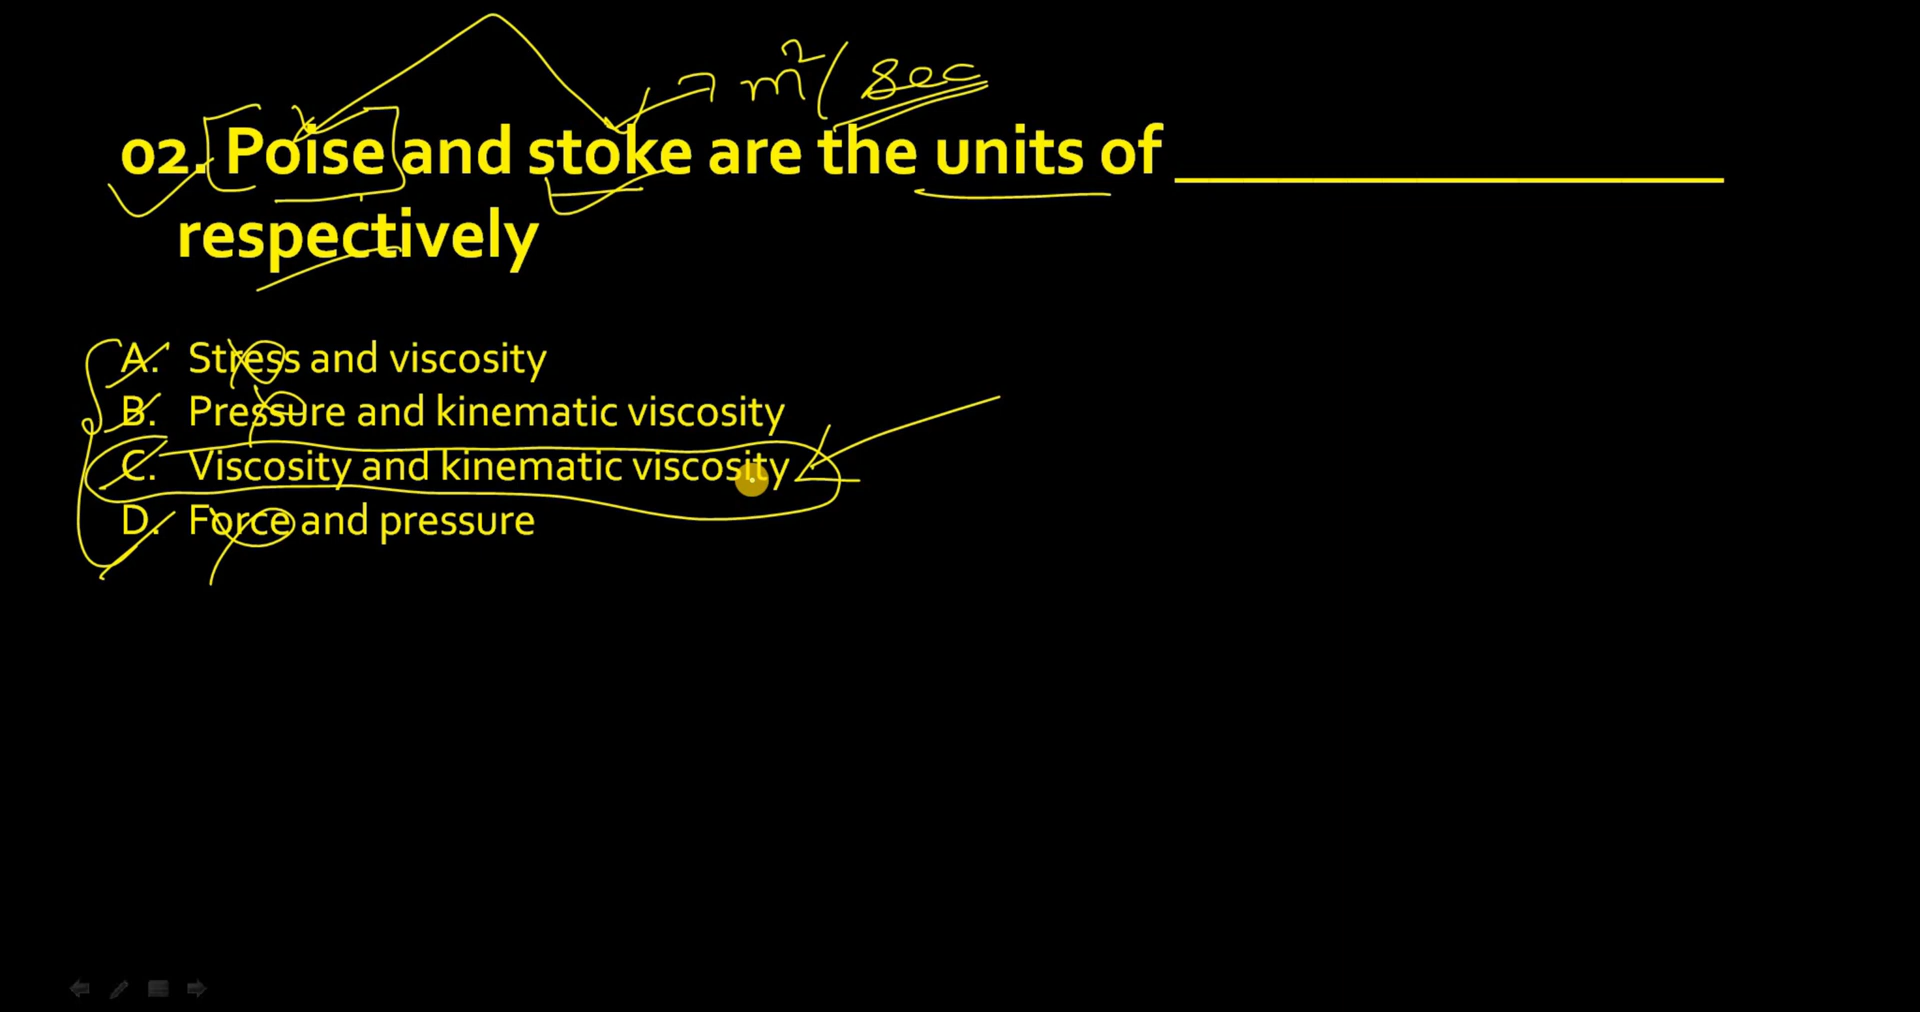 m²/sec
02. Poise and stoke are the units of ________________
respectively
A. Stress and viscosity
B. Pressure and kinematic viscosity
C. Viscosity and kinematic viscosity
D. Force and pressure